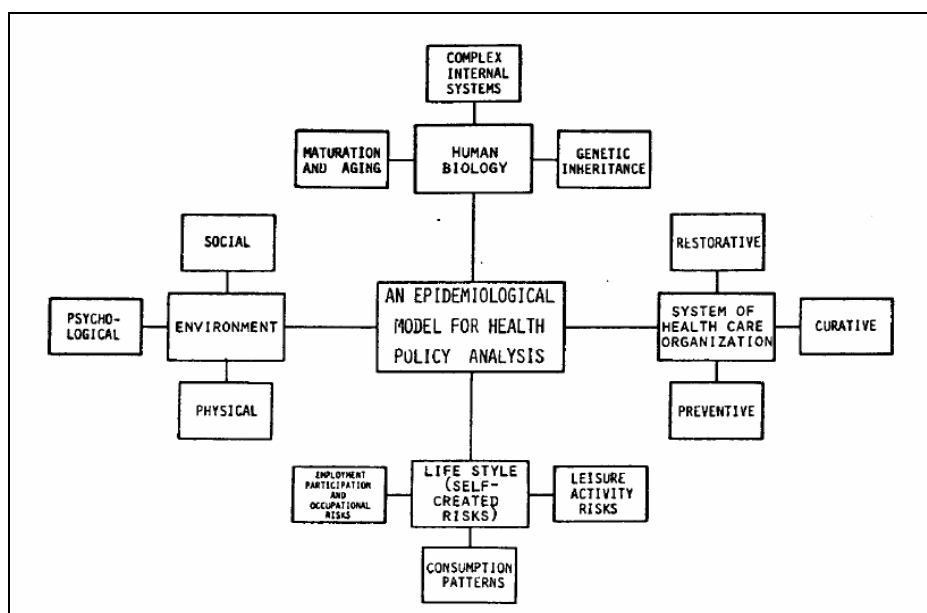 COMPLEX
INTERNAL
SYSTEMS
MATURATION
AND AGING
HUMAN
BIOLOGY
GENETIC
INHERITANCE
SOCIAL
RESTORATIVE
PSYCHO-
LOGICAL
ENVIRONMENT
AN EPIDEMIOLOGICAL
MODEL FOR HEALTH
POLICY ANALYSIS
SYSTEM OF
HEALTH CARE
ORGANIZATION
CURATIVE
PHYSICAL
PREVENTIVE
EMPLOYMENT
PARTICIPATION
AND
OCCUPATIONAL
RISKS
LIFE STYLE
(SELF-
CREATED
RISKS)
LEISURE
ACTIVITY
RISKS
CONSUMPTION
PATTERNS